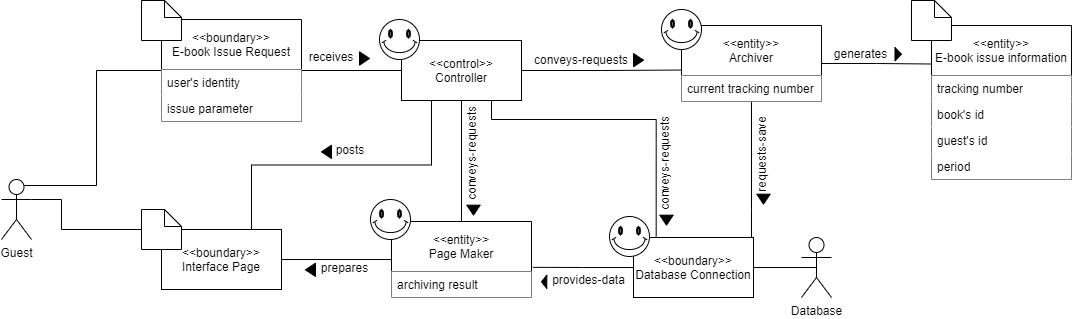 <<boundary>>
E-book Issue Request
user's identity
issue parameter
receives
<<control>>
Controller
conveys-requests
<<entity>>
Archiver
current tracking number
generates
<<entity>>
E-book issue information
tracking number
book's id
guest's id
period
posts
conveys-requests
conveys-requests
requests-save
Guest
<<boundary>>
Interface Page
prepares
<<entity>>
Page Maker
archiving result
provides-data
<<boundary>>
Database Connection
Database